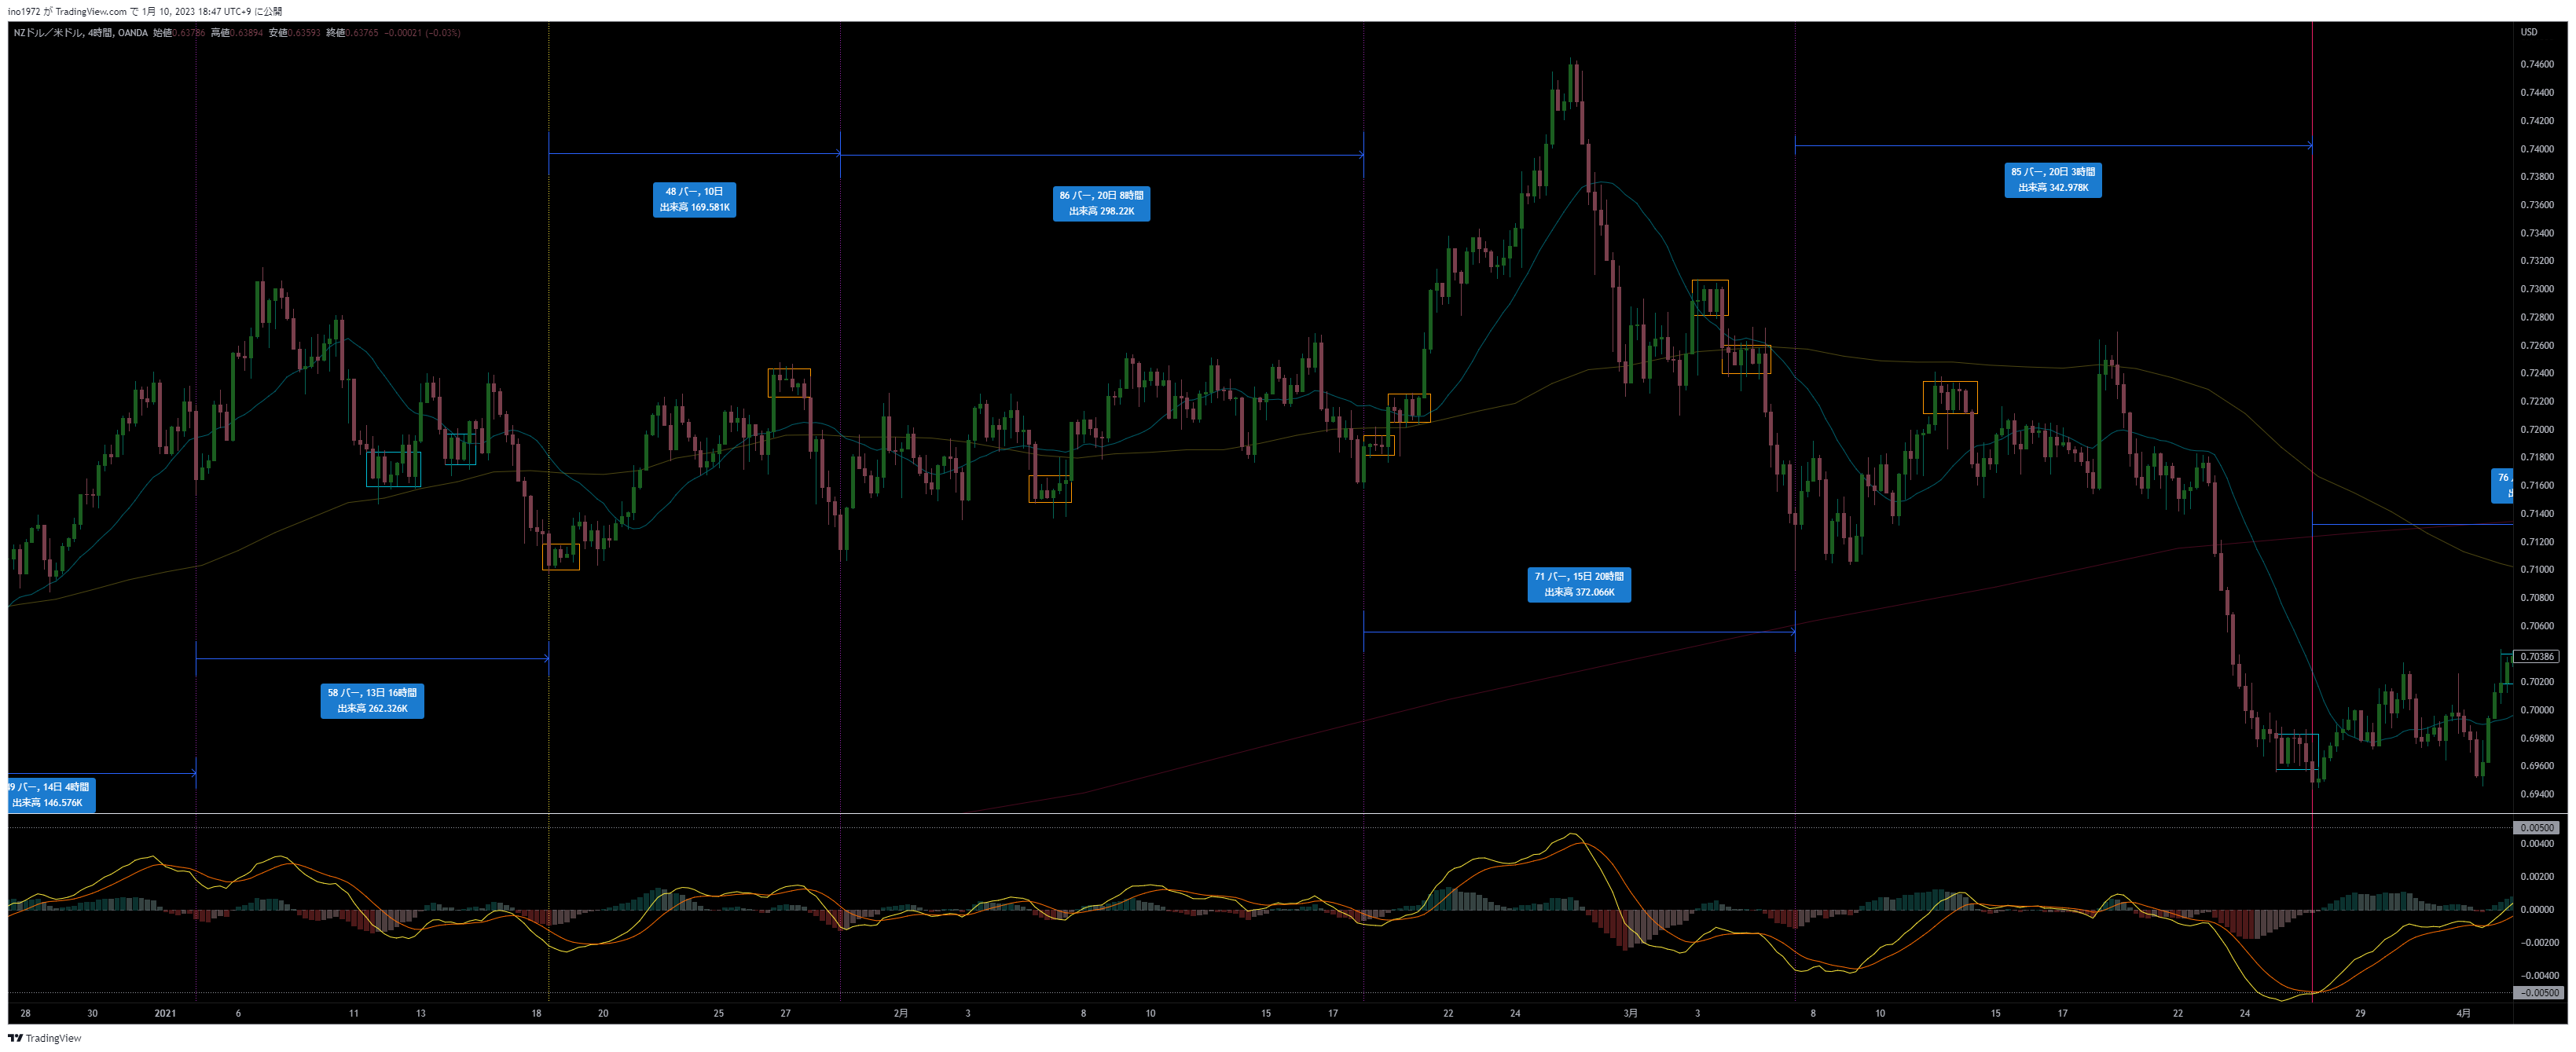 ino1972 が TradingView.com で 1月 10, 2023 18:47 UTC+9 に公開
NZドル／米ドル, 4時間, OANDA 始値0.63786 高値0.63894 安値0.63593 終値0.63765 −0.00021 (−0.03%)
USD
0.74600
0.74400
0.74200
0.74000
0.73800
0.73600
0.73400
0.73200
0.73000
0.72800
0.72600
0.72400
0.72200
0.72000
0.71800
0.71600
0.71400
0.71200
0.71000
0.70800
0.70600
0.70386
0.70200
0.70000
0.69800
0.69600
0.69400
48 バー, 10日
出来高 169.581K
86 バー, 20日 8時間
出来高 298.22K
85 バー, 20日 3時間
出来高 342.978K
76
71 バー, 15日 20時間
出来高 372.066K
58 バー, 13日 16時間
出来高 262.326K
バー, 14日 4時間
出来高 146.576K
0.00500
0.00400
0.00200
0.00000
−0.00200
−0.00400
−0.00500
28 30 2021 6 11 13 18 20 25 27 2月 3 8 10 15 17 22 24 3月 3 8 10 15 17 22 24 29 4月
TradingView